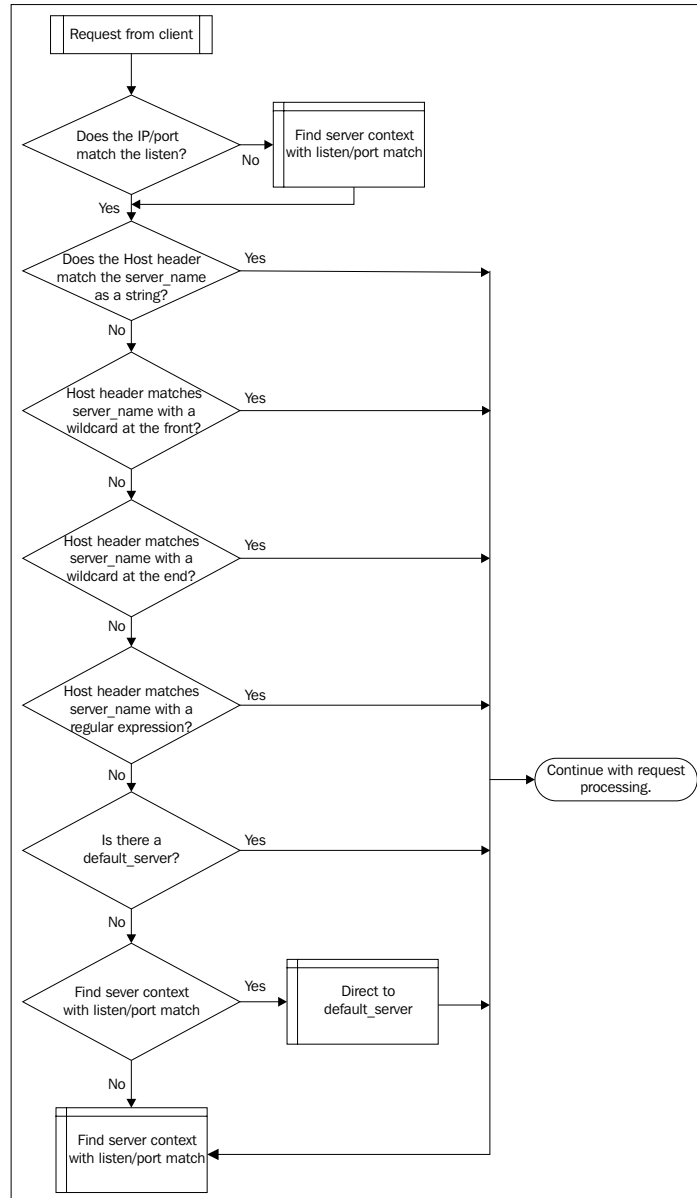 Request from client
Does the IP/port
match the listen?
No
Find server context
with listen/port match
Yes
Does the Host header
match the server_name
as a string?
Yes
No
Host header matches
server_name with a
wildcard at the front?
Yes
No
Host header matches
server_name with a
wildcard at the end?
Yes
No
Host header matches
server_name with a
regular expression?
Yes
No
Continue with request
processing.
Is there a
default_server?
Yes
No
Find sever context
with listen/port match
Yes
Direct to
default_server
No
Find server context
with listen/port match